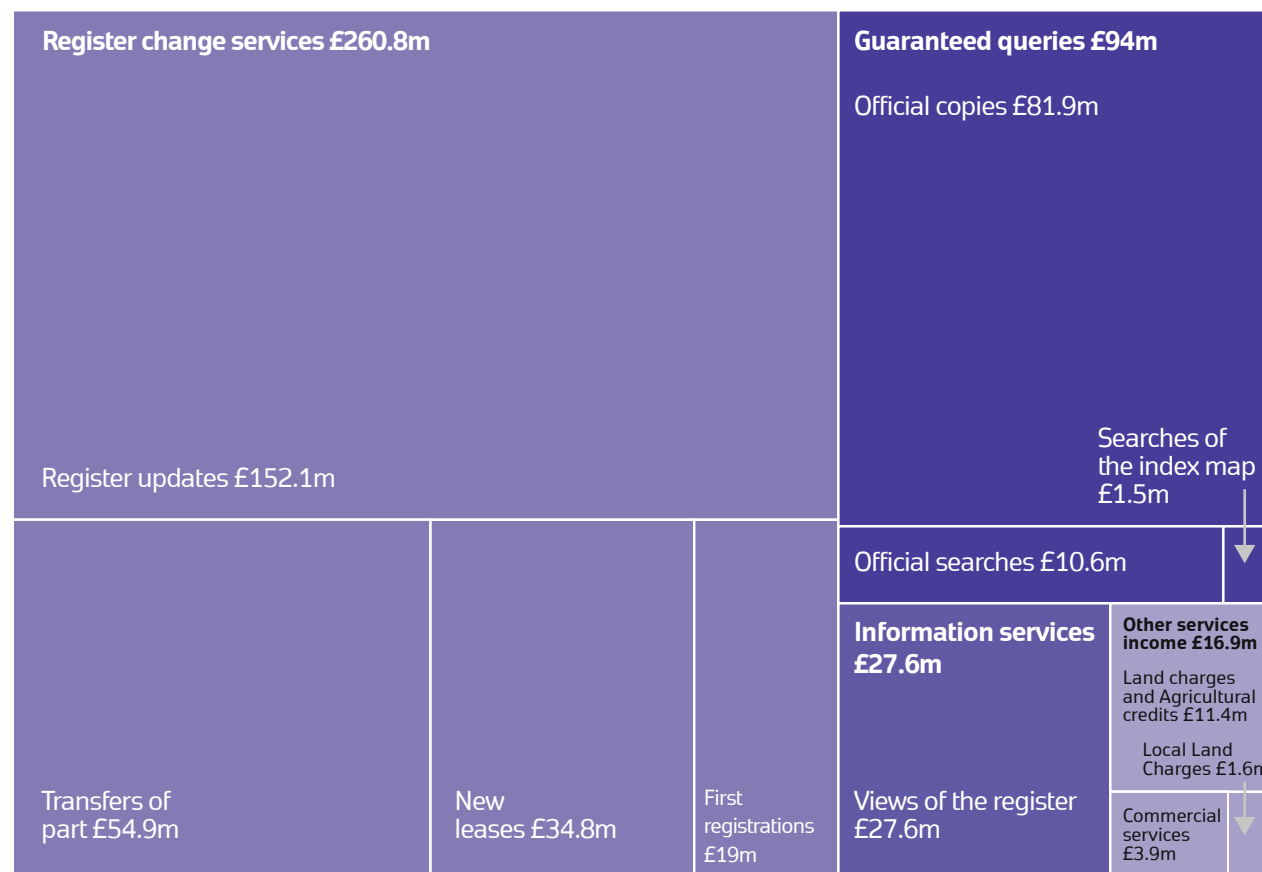 Register change services £260.8m
Register updates £152.1m
Transfers of
part £54.9m
New
leases £34.8m
First
registrations
£19m
Guaranteed queries £94m
Official copies £81.9m
Searches of
the index map
£1.5m
Official searches £10.6m
Information services
£27.6m
Views of the register
£27.6m
Other services
income £16.9m
Land charges
and Agricultural
credits £11.4m
Local Land
Charges £1.6m
Commercial
services
£3.9m